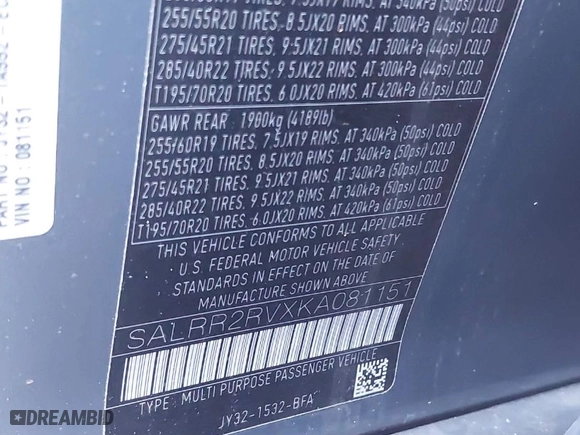 255/55R20 TIRES, 8.5JX20 RIMS, AT 300kPa (44psi) COLD
275/45R21 TIRES, 9.5JX21 RIMS, AT 300kPa (44psi) COLD
285/40R22 TIRES, 9.5JX22 RIMS, AT 300kPa (44psi) COLD
T195/70R20 TIRES, 6.0JX20 RIMS, AT 420kPa (61psi) COLD
GAWR REAR : 1900kg (4189lb)
255/60R19 TIRES, 7.5JX19 RIMS, AT 340kPa (50psi) COLD
255/55R20 TIRES, 8.5JX20 RIMS, AT 340kPa (50psi) COLD
275/45R21 TIRES, 9.5JX21 RIMS, AT 340kPa (50psi) COLD
285/40R22 TIRES, 9.5JX22 RIMS, AT 340kPa (50psi) COLD
T195/70R20 TIRES, 6.0JX20 RIMS, AT 420kPa (61psi) COLD
THIS VEHICLE CONFORMS TO ALL APPLICABLE
U.S. FEDERAL MOTOR VEHICLE SAFETY
STANDARDS IN EFFECT ON THE DATE OF
MANUFACTURE SHOWN ABOVE
SALRR2RVXKA081151
TYPE: MULTI PURPOSE PASSENGER VEHICLE
JY32-1532-BFA
VIN NO: 081151
DREAMBID